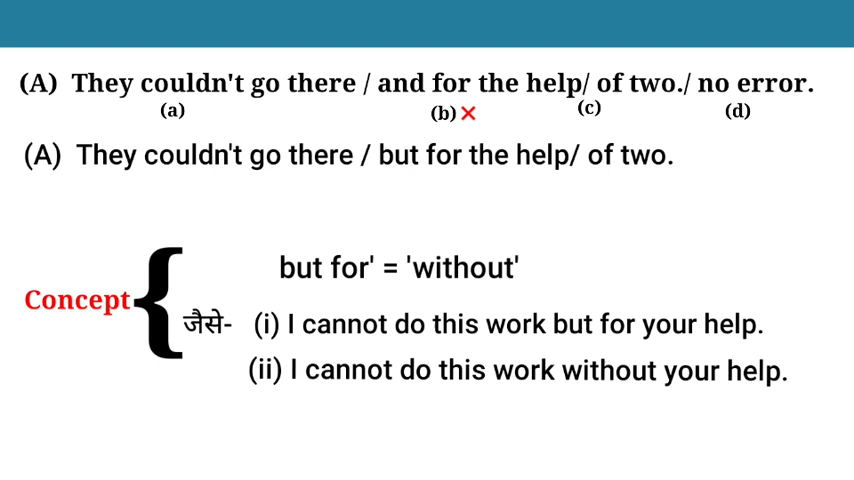 (A) They couldn't go there / and for the help/ of two./ no error.
(a) (b) ✕ (c) (d)
(A) They couldn't go there / but for the help/ of two.
but for' = 'without'
Concept {
जैसे- (i) I cannot do this work but for your help.
(ii) I cannot do this work without your help.